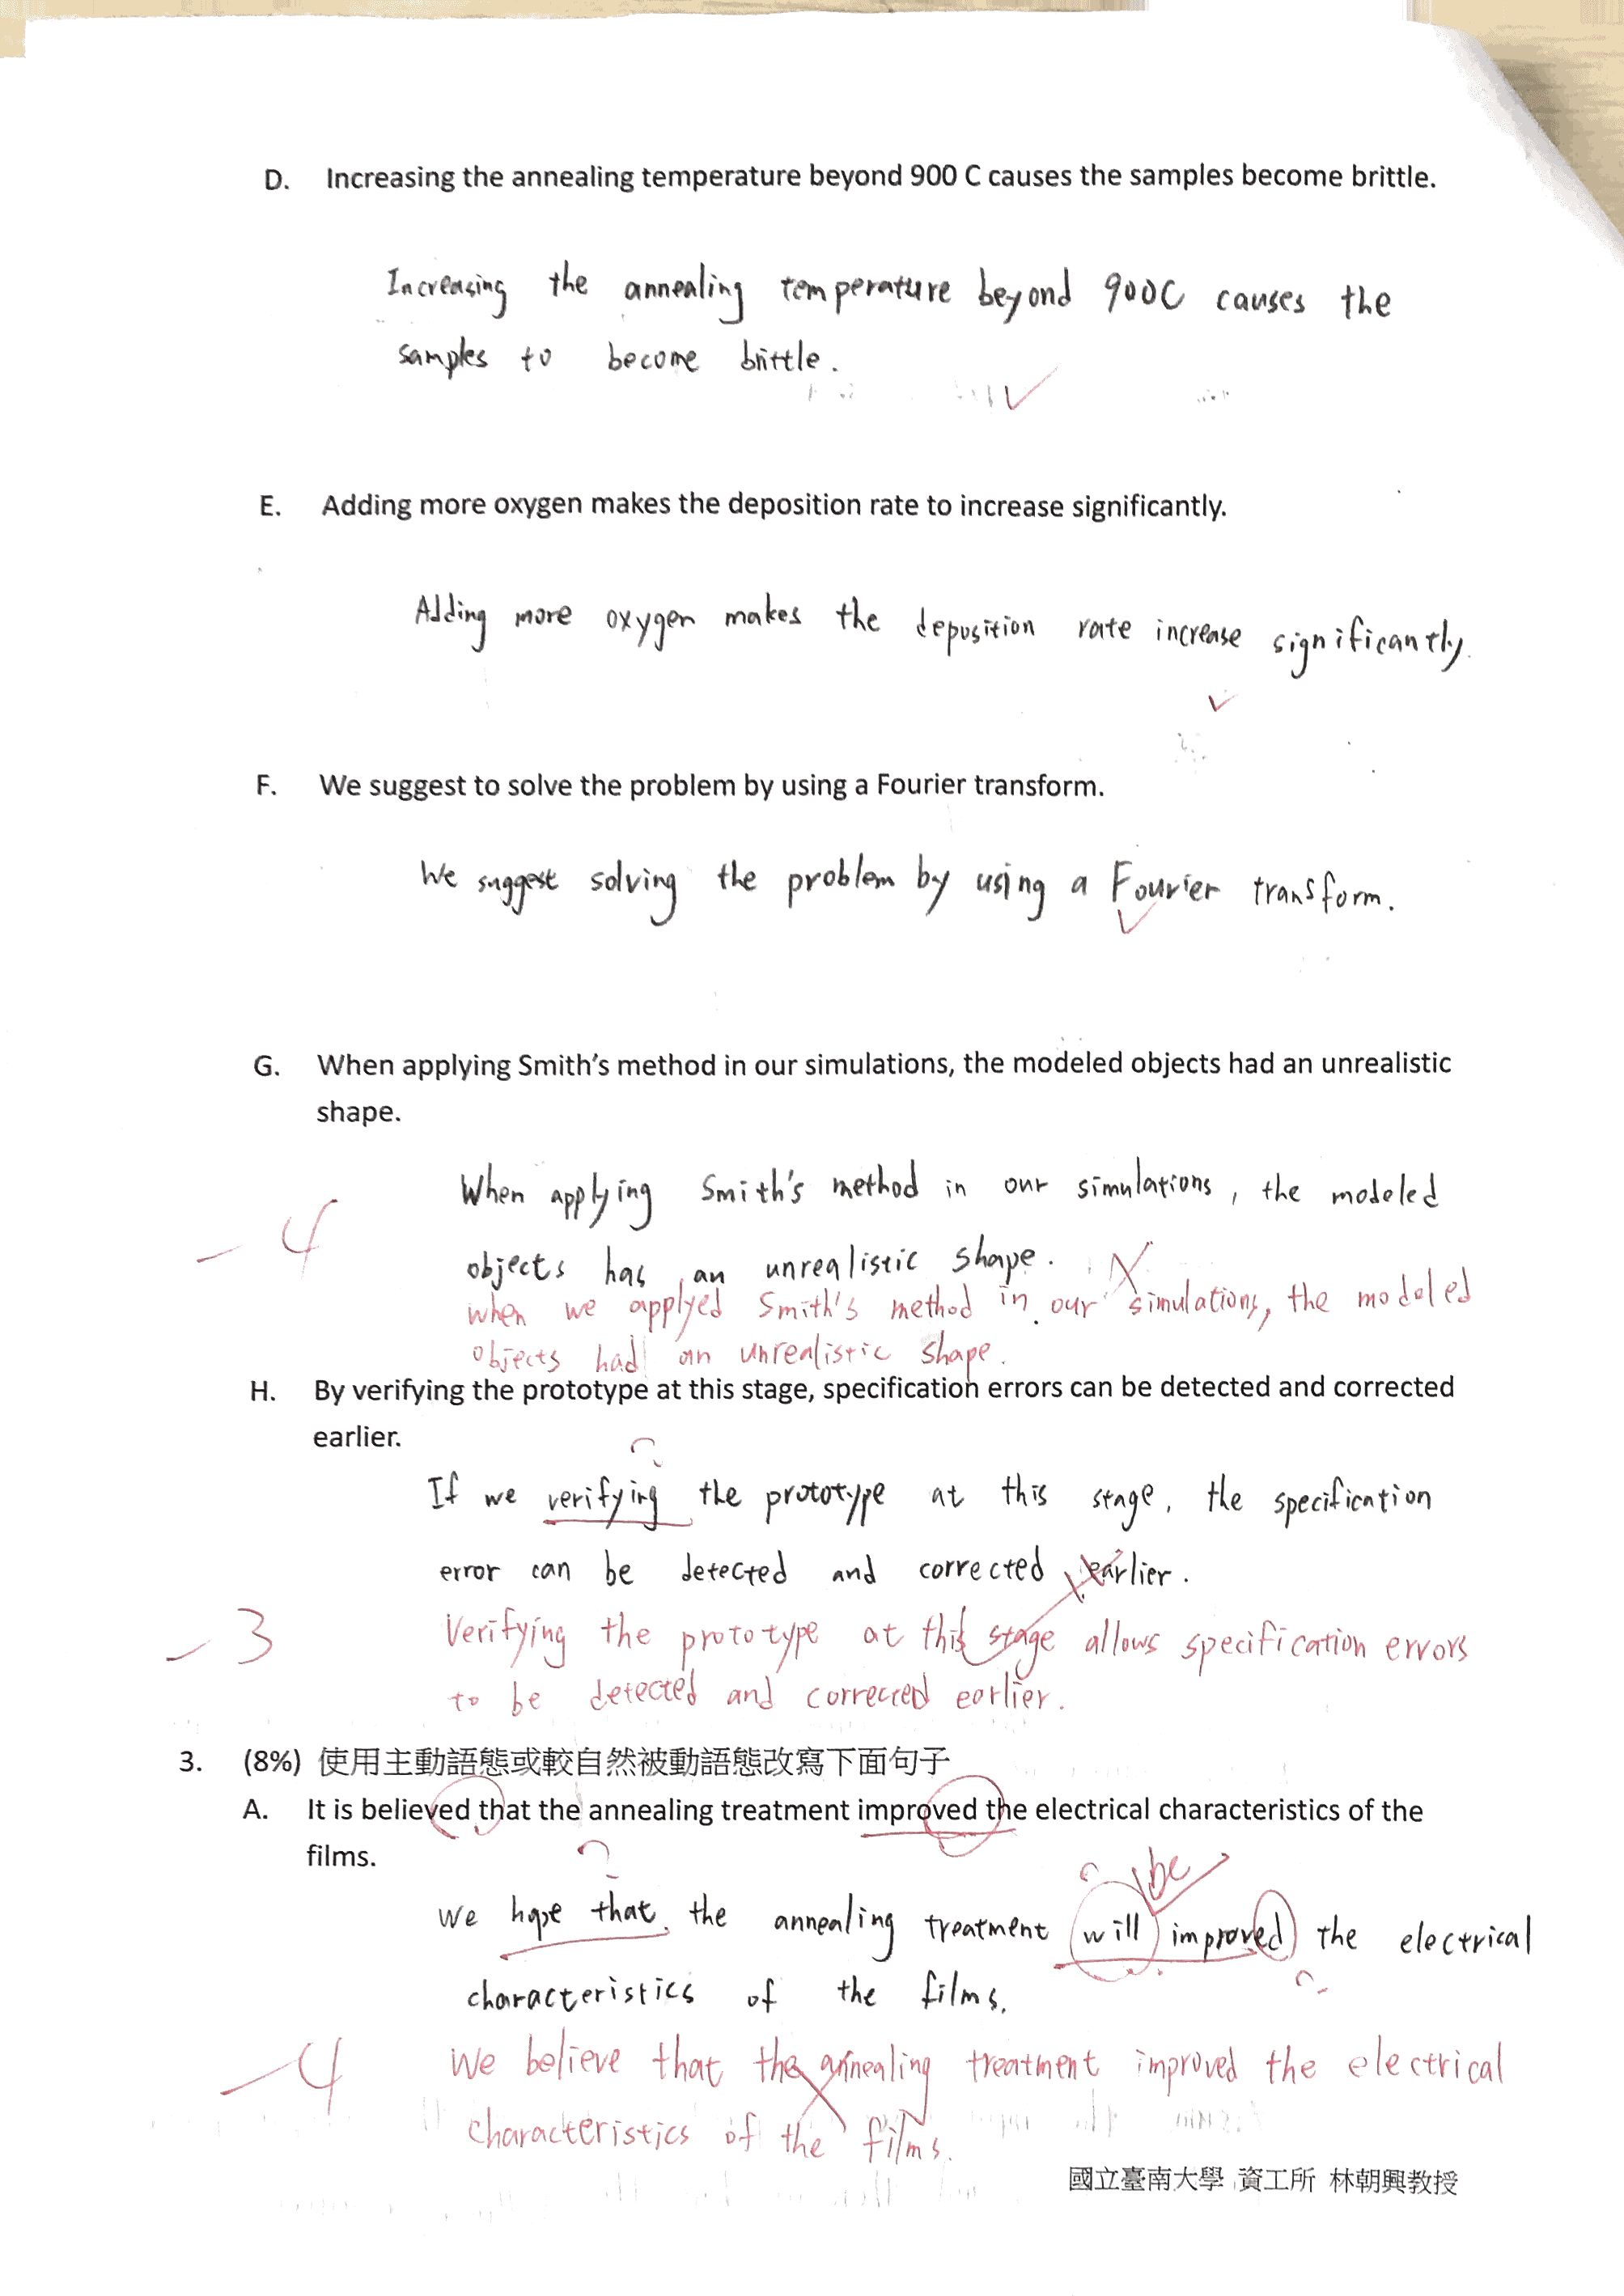 D. Increasing the annealing temperature beyond 900 C causes the samples become brittle.
Increasing the annealing temperature beyond 900C causes the
samples to become brittle.
E. Adding more oxygen makes the deposition rate to increase significantly.
Adding more oxygen makes the deposition rate increase significantly.
F. We suggest to solve the problem by using a Fourier transform.
We suggest solving the problem by using a Fourier transform.
G. When applying Smith's method in our simulations, the modeled objects had an unrealistic
shape.
When applying Smith's method in our simulations, the modeled
- 4
objects has an unrealistic shape.
when we applyed Smith's method in our simulations, the modeled
objects had an unrealistic shape.
H. By verifying the prototype at this stage, specification errors can be detected and corrected
earlier.
If we verifying the prototype at this stage, the specification
error can be detected and corrected earlier.
- 3
Verifying the prototype at this stage allows specification errors
to be detected and corrected earlier.
3. (8%) 使用主動語態或較自然被動語態改寫下面句子
A. It is believed that the annealing treatment improved the electrical characteristics of the
films.
be
we hope that the annealing treatment will improved the electrical
characteristics of the films.
- 4
We believe that the annealing treatment improved the electrical
characteristics of the films.
國立臺南大學 資工所 林朝興教授